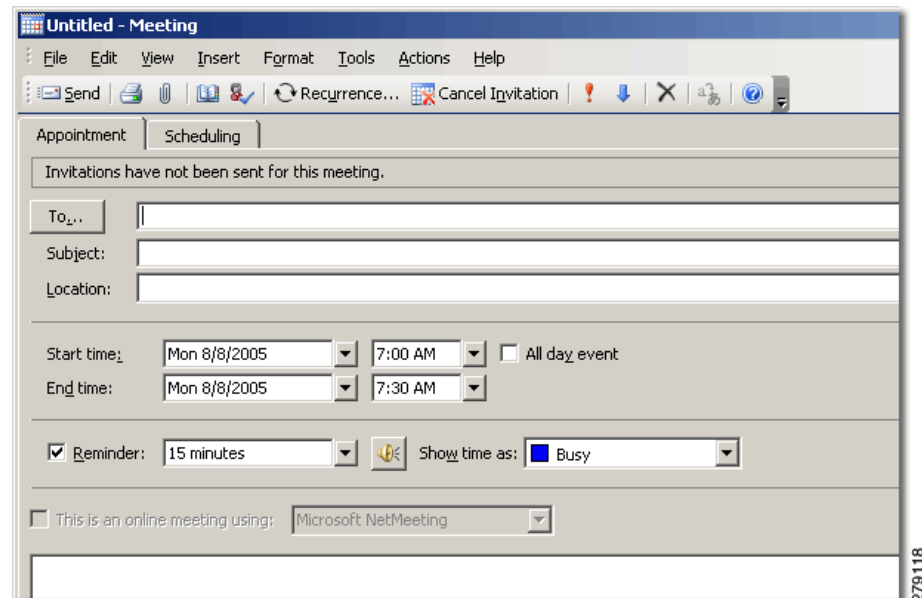 Untitled - Meeting
File Edit View Insert Format Tools Actions Help
Send Recurrence... Cancel Invitation
Appointment Scheduling
Invitations have not been sent for this meeting.
To...
Subject:
Location:
Start time: Mon 8/8/2005 7:00 AM All day event
End time: Mon 8/8/2005 7:30 AM
Reminder: 15 minutes Show time as: Busy
This is an online meeting using: Microsoft NetMeeting
279118